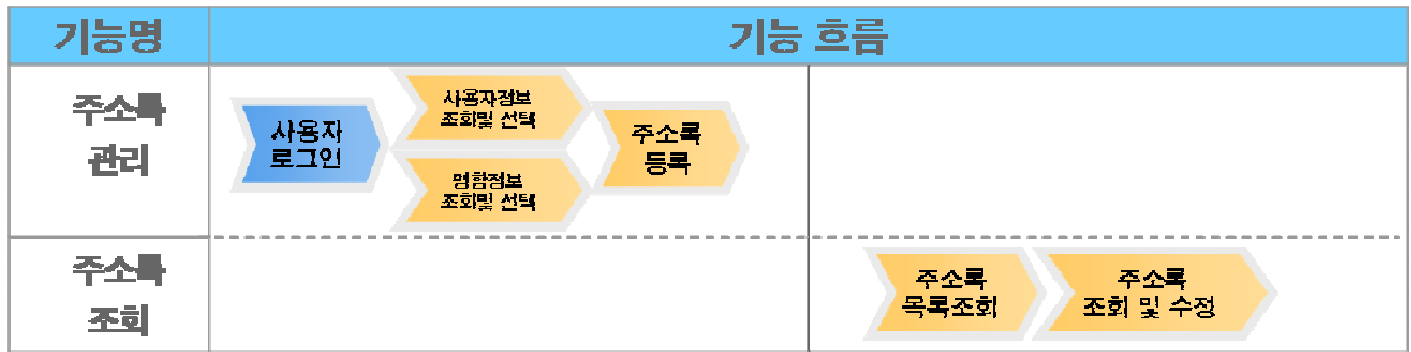 기능명
기능 흐름
주소록
관리
사용자
로그인
사용자정보
조회및 선택
명함정보
조회및 선택
주소록
등록
주소록
조회
주소록
목록조회
주소록
조회 및 수정